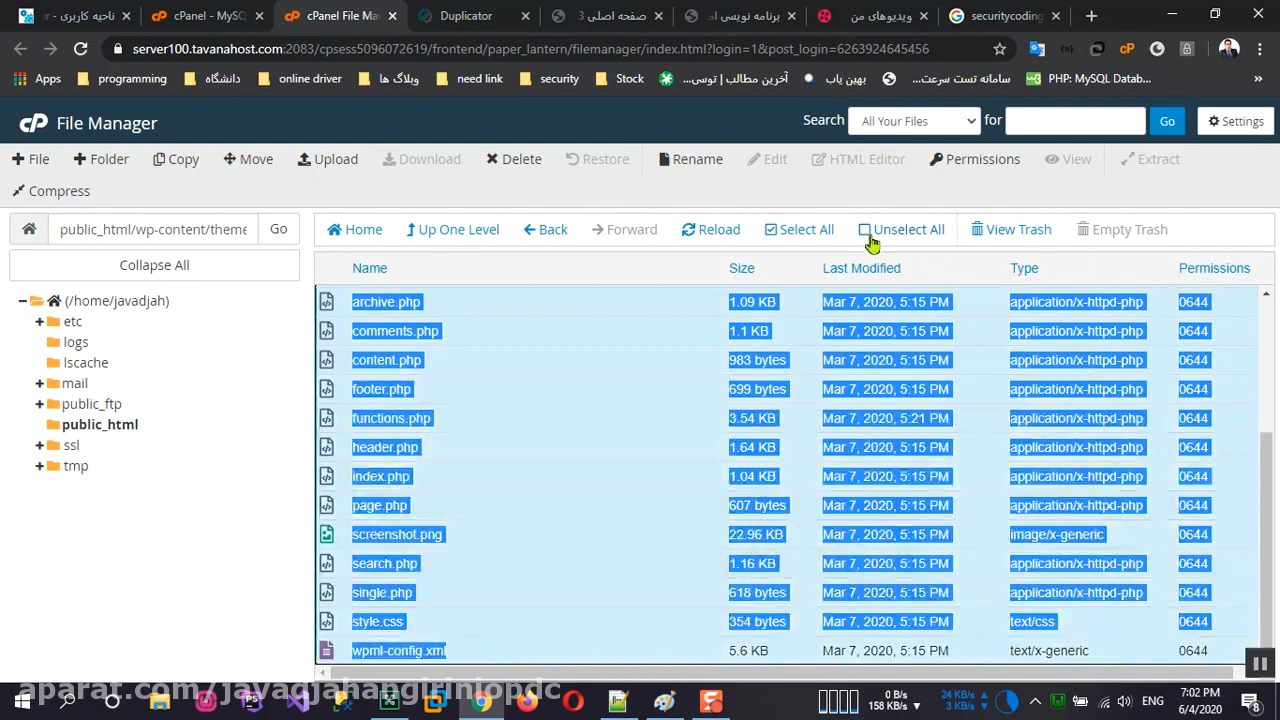 ناحیه کاربری - ir
cPanel - MySQ
cPanel File Ma
Duplicator
صفحه اصلی 3
برنامه نویسی امـ
ویدیوهای من
securitycoding
server100.tavanahost.com:2083/cpsess5096072619/frontend/paper_lantern/filemanager/index.html?login=1&post_login=6263924645456
Apps programming دانشگاه online driver وبلاگ ها need link security Stock آخرین مطالب | توسی... بهین یاب سامانه تست سرعت... PHP: MySQL Datab... »
cP File Manager
Search All Your Files for Go Settings
+ File + Folder Copy Move Upload Download Delete Restore Rename Edit HTML Editor Permissions View Extract
Compress
public_html/wp-content/theme Go
Home Up One Level Back Forward Reload Select All Unselect All View Trash Empty Trash
Collapse All
(/home/javadjah)
etc
logs
lscache
mail
public_ftp
public_html
ssl
tmp
Name Size Last Modified Type Permissions
archive.php 1.09 KB Mar 7, 2020, 5:15 PM application/x-httpd-php 0644
comments.php 1.1 KB Mar 7, 2020, 5:15 PM application/x-httpd-php 0644
content.php 983 bytes Mar 7, 2020, 5:15 PM application/x-httpd-php 0644
footer.php 699 bytes Mar 7, 2020, 5:15 PM application/x-httpd-php 0644
functions.php 3.54 KB Mar 7, 2020, 5:21 PM application/x-httpd-php 0644
header.php 1.64 KB Mar 7, 2020, 5:15 PM application/x-httpd-php 0644
index.php 1.04 KB Mar 7, 2020, 5:15 PM application/x-httpd-php 0644
page.php 607 bytes Mar 7, 2020, 5:15 PM application/x-httpd-php 0644
screenshot.png 22.96 KB Mar 7, 2020, 5:15 PM image/x-generic 0644
search.php 1.16 KB Mar 7, 2020, 5:15 PM application/x-httpd-php 0644
single.php 618 bytes Mar 7, 2020, 5:15 PM application/x-httpd-php 0644
style.css 354 bytes Mar 7, 2020, 5:15 PM text/css 0644
wpml-config.xml 5.6 KB Mar 7, 2020, 5:15 PM text/x-generic 0644
aparat.com/javadjahangiriniopdc
0 B/s
158 KB/s
24 KB/s
3 KB/s
ENG
7:02 PM
6/4/2020
8